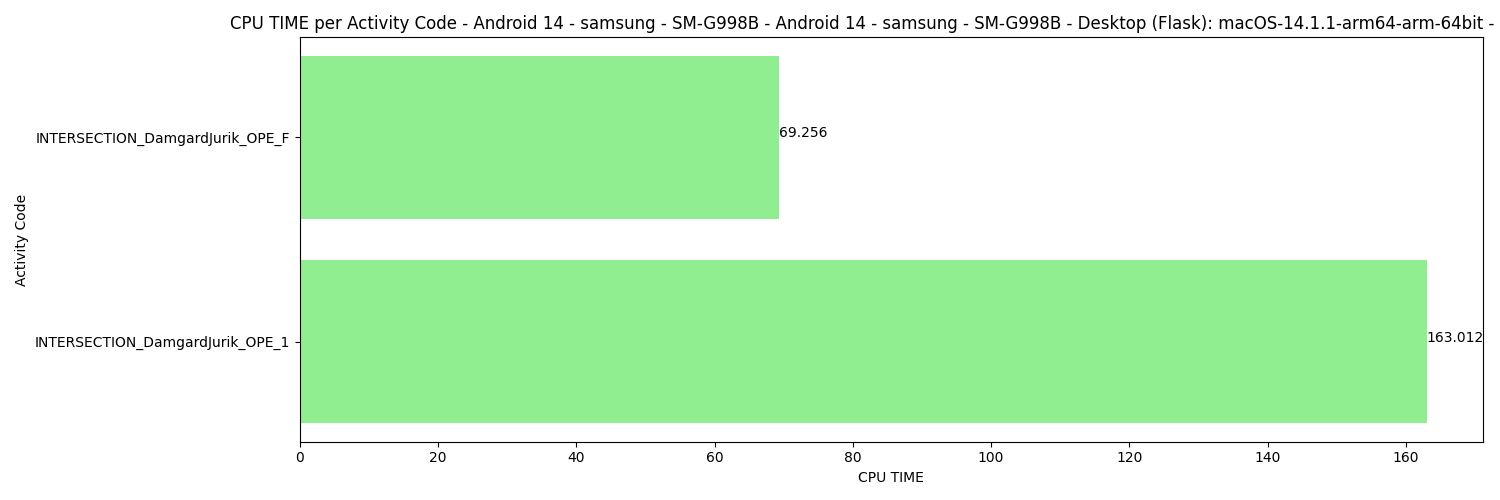 CPU TIME per Activity Code - Android 14 - samsung - SM-G998B - Android 14 - samsung - SM-G998B - Desktop (Flask): macOS-14.1.1-arm64-arm-64bit -
INTERSECTION_DamgardJurik_OPE_F
69.256
Activity Code
INTERSECTION_DamgardJurik_OPE_1
163.012
0 20 40 60 80 100 120 140 160
CPU TIME